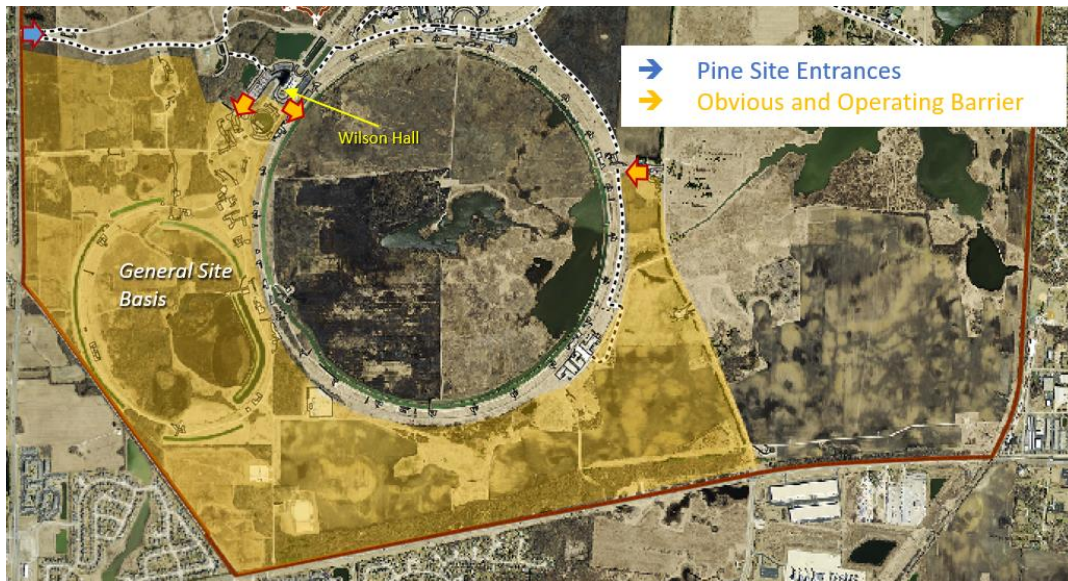 → Pine Site Entrances
→ Obvious and Operating Barrier
Wilson Hall
General Site
Basis